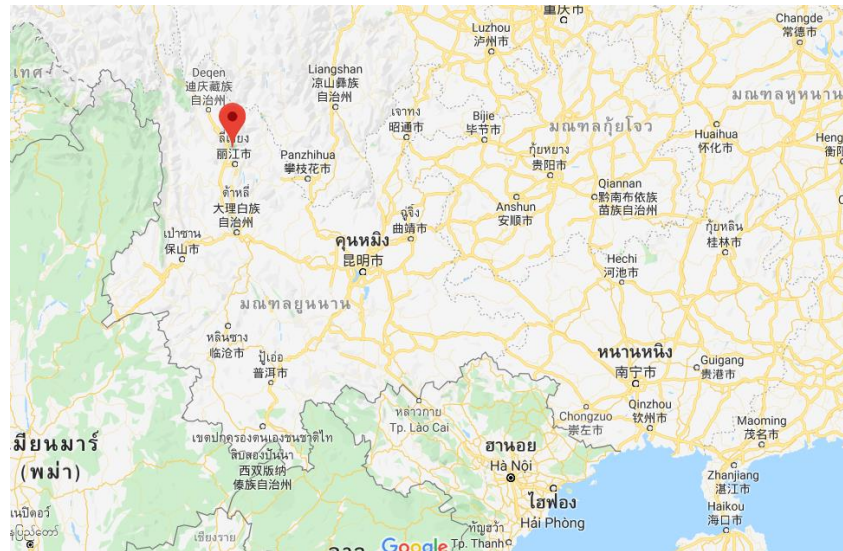 重庆市
Changde
常德市
Luzhou
泸州市
Deqen
迪庆藏族
自治州
Liangshan
凉山彝族
自治州
มณฑลหูหนาน
เจาทง
昭通市
Bijie
毕节市
มณฑลกุ้ยโจว
Huaihua
怀化市
丽江市
Panzhihua
攀枝花市
กุ้ยหยาง
贵阳市
Qiannan
黔南布依族
苗族自治州
ต้าหลี่
大理白族
自治州
Anshun
安顺市
ฉูจิ้ง
曲靖市
เป่าซาน
保山市
คุนหมิง
昆明市
กุ้ยหลิน
桂林市
Hechi
河池市
มณฑลยูนนาน
หลินชาง
临沧市
ปู้เอ่อ
普洱市
หนานหนิง
南宁市
Guigang
贵港市
หล่าวกาย
Tp. Lào Cai
Chongzuo
崇左市
Qinzhou
钦州市
Maoming
茂名市
เขตปกครองตนเองชนชาติไท
สิบสองปันนา
西双版纳
傣族自治州
เมียนมาร์
(พม่า)
ฮานอย
Hà Nội
Zhanjiang
湛江市
ไฮฟอง
Hải Phòng
Haikou
海口市
เชียงราย
ทัญฮว้า
Tp. Thanh
Google